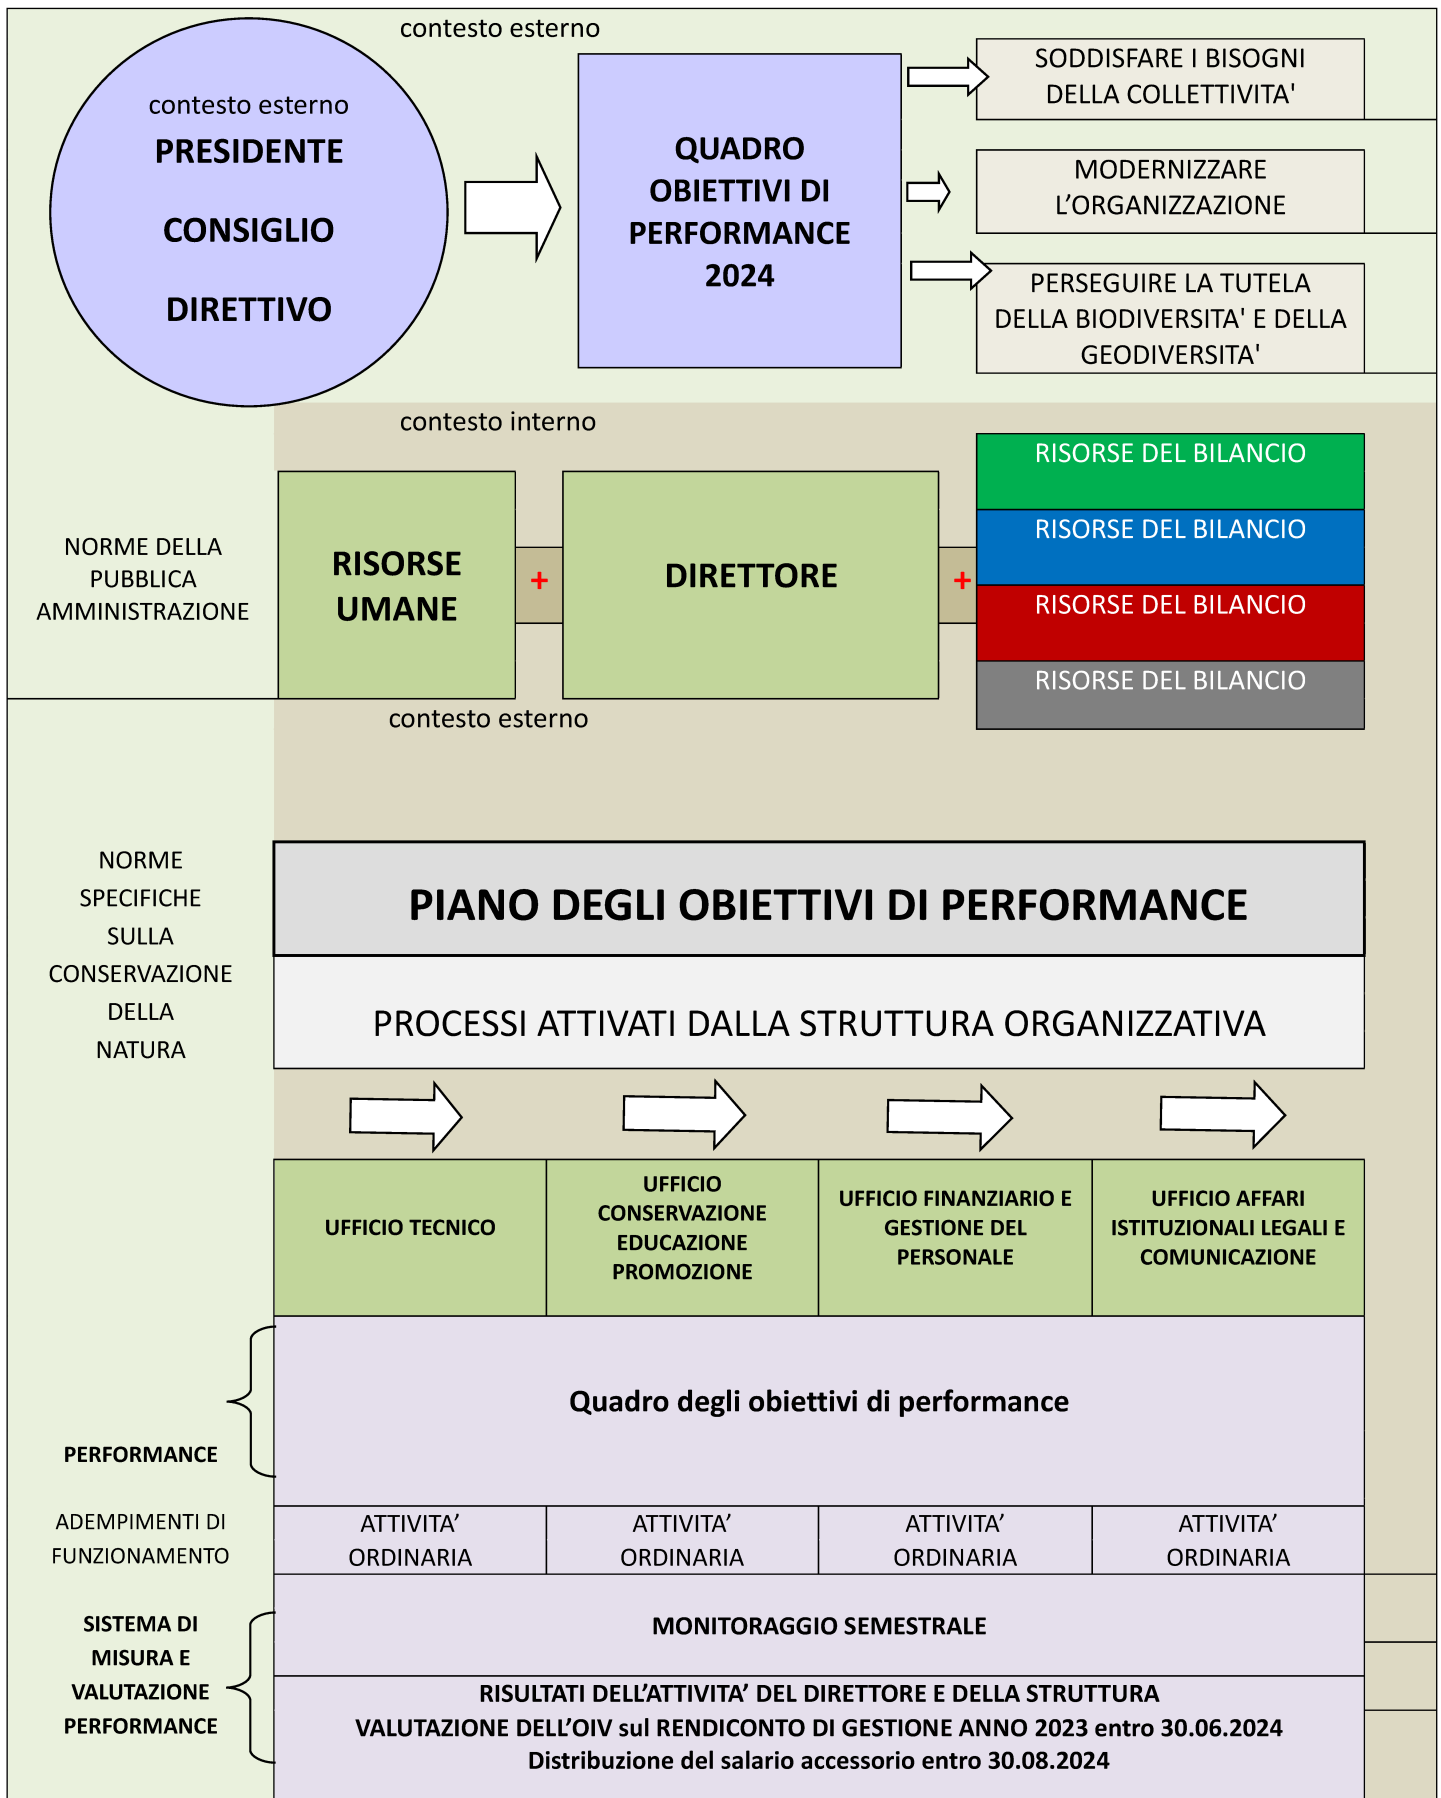 contesto esterno
contesto esterno
PRESIDENTE
CONSIGLIO
DIRETTIVO
QUADRO
OBIETTIVI DI
PERFORMANCE
2024
SODDISFARE I BISOGNI
DELLA COLLETTIVITA'
MODERNIZZARE
L’ORGANIZZAZIONE
PERSEGUIRE LA TUTELA
DELLA BIODIVERSITA' E DELLA
GEODIVERSITA'
contesto interno
NORME DELLA
PUBBLICA
AMMINISTRAZIONE
RISORSE
UMANE
+
DIRETTORE
+
RISORSE DEL BILANCIO
RISORSE DEL BILANCIO
RISORSE DEL BILANCIO
RISORSE DEL BILANCIO
contesto esterno
NORME
SPECIFICHE
SULLA
CONSERVAZIONE
DELLA
NATURA
PIANO DEGLI OBIETTIVI DI PERFORMANCE
PROCESSI ATTIVATI DALLA STRUTTURA ORGANIZZATIVA
UFFICIO TECNICO
UFFICIO
CONSERVAZIONE
EDUCAZIONE
PROMOZIONE
UFFICIO FINANZIARIO E
GESTIONE DEL
PERSONALE
UFFICIO AFFARI
ISTITUZIONALI LEGALI E
COMUNICAZIONE
PERFORMANCE
Quadro degli obiettivi di performance
ADEMPIMENTI DI
FUNZIONAMENTO
ATTIVITA’
ORDINARIA
ATTIVITA’
ORDINARIA
ATTIVITA’
ORDINARIA
ATTIVITA’
ORDINARIA
SISTEMA DI
MISURA E
VALUTAZIONE
PERFORMANCE
MONITORAGGIO SEMESTRALE
RISULTATI DELL’ATTIVITA’ DEL DIRETTORE E DELLA STRUTTURA
VALUTAZIONE DELL’OIV sul RENDICONTO DI GESTIONE ANNO 2023 entro 30.06.2024
Distribuzione del salario accessorio entro 30.08.2024